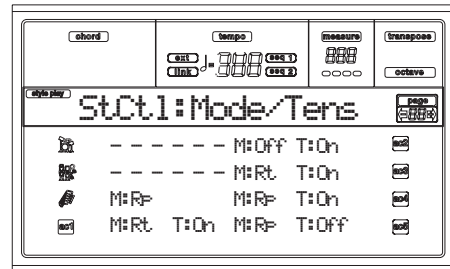 chord tempo measure transpose
ext ♩= seq 1
link seq 2 octave
style play StCtl:Mode/Tens page
- - - - - - M:Off T:On ac2
- - - - - - M:Rt T:On ac3
M:Rp M:Rp T:On ac4
ac1 M:Rt T:On M:Rp T:Off ac5